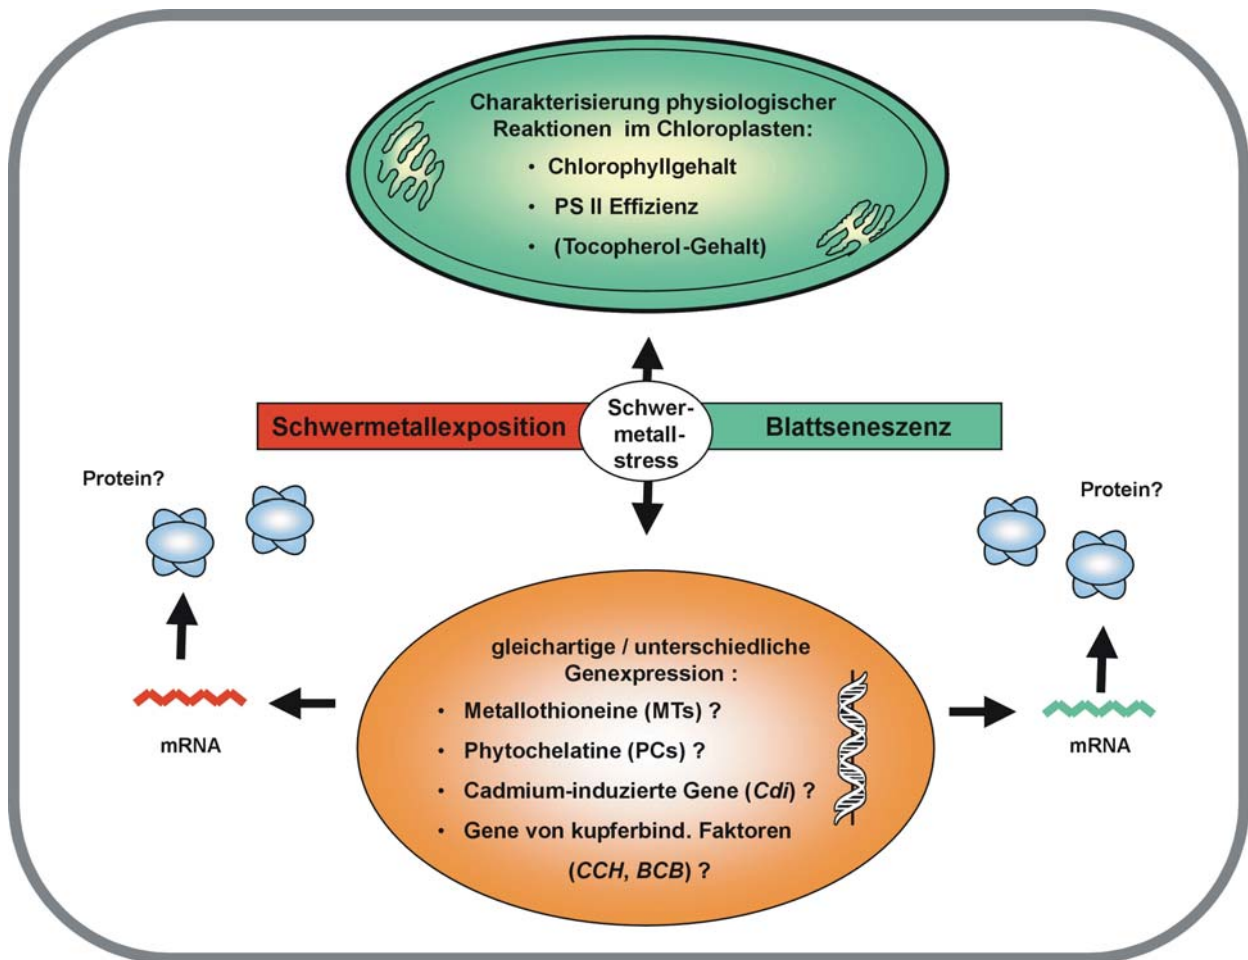 Charakterisierung physiologischer
Reaktionen im Chloroplasten:
• Chlorophyllgehalt
• PS II Effizienz
• (Tocopherol-Gehalt)
Schwermetallexposition
Schwer-
metall-
stress
Blattseneszenz
Protein?
Protein?
gleichartige / unterschiedliche
Genexpression :
• Metallothioneine (MTs) ?
• Phytochelatine (PCs) ?
• Cadmium-induzierte Gene (Cdi) ?
• Gene von kupferbind. Faktoren
(CCH, BCB) ?
mRNA
mRNA